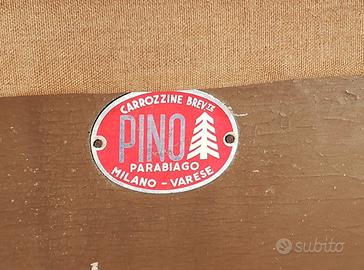 CARROZZINE BREV.TE
PINO
PARABIAGO
MILANO - VARESE
subito